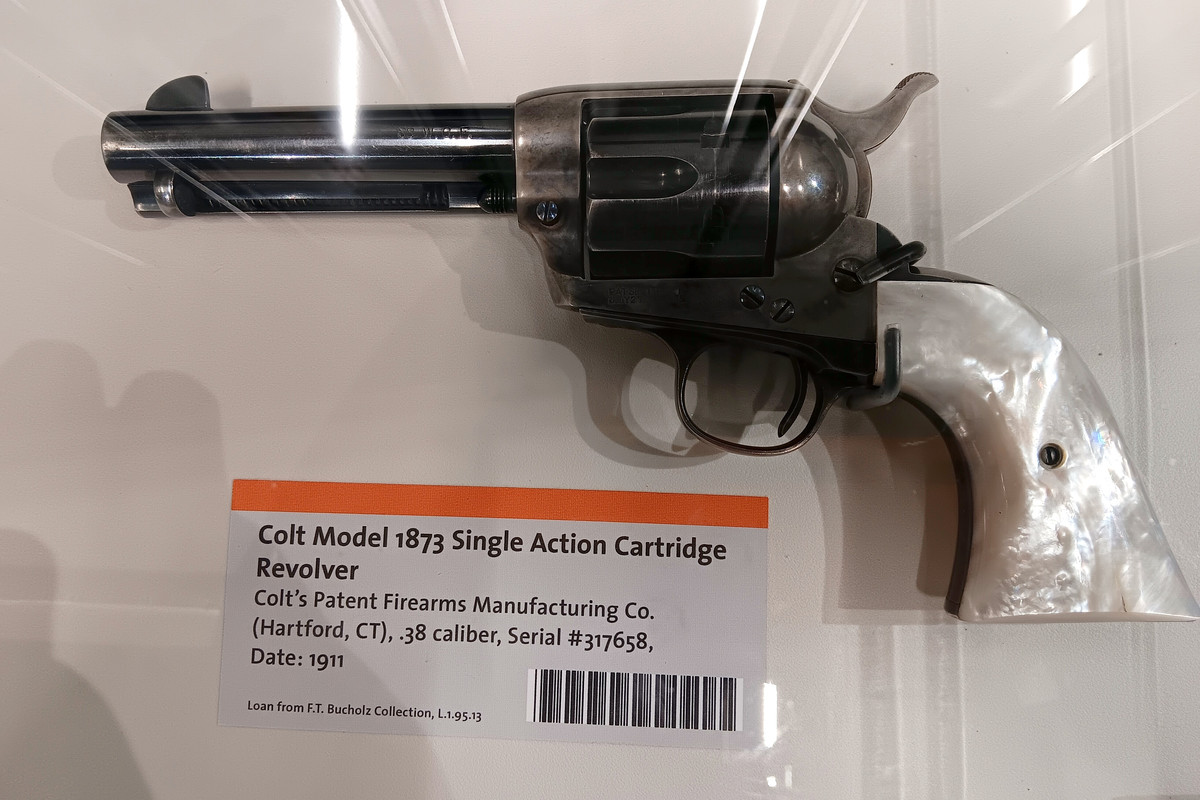 Colt Model 1873 Single Action Cartridge
Revolver
Colt's Patent Firearms Manufacturing Co.
(Hartford, CT), .38 caliber, Serial #317658,
Date: 1911
Loan from F.T. Bucholz Collection, L.1.95.13